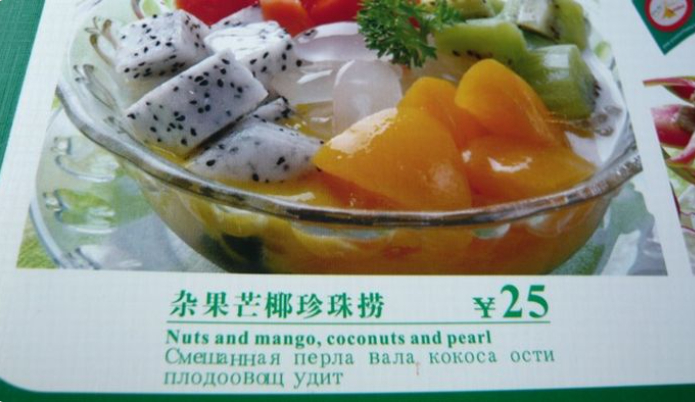 杂果芒椰珍珠捞 ¥25
Nuts and mango, coconuts and pearl
Смешанная перла вала кокоса ости
плодоовощ удит